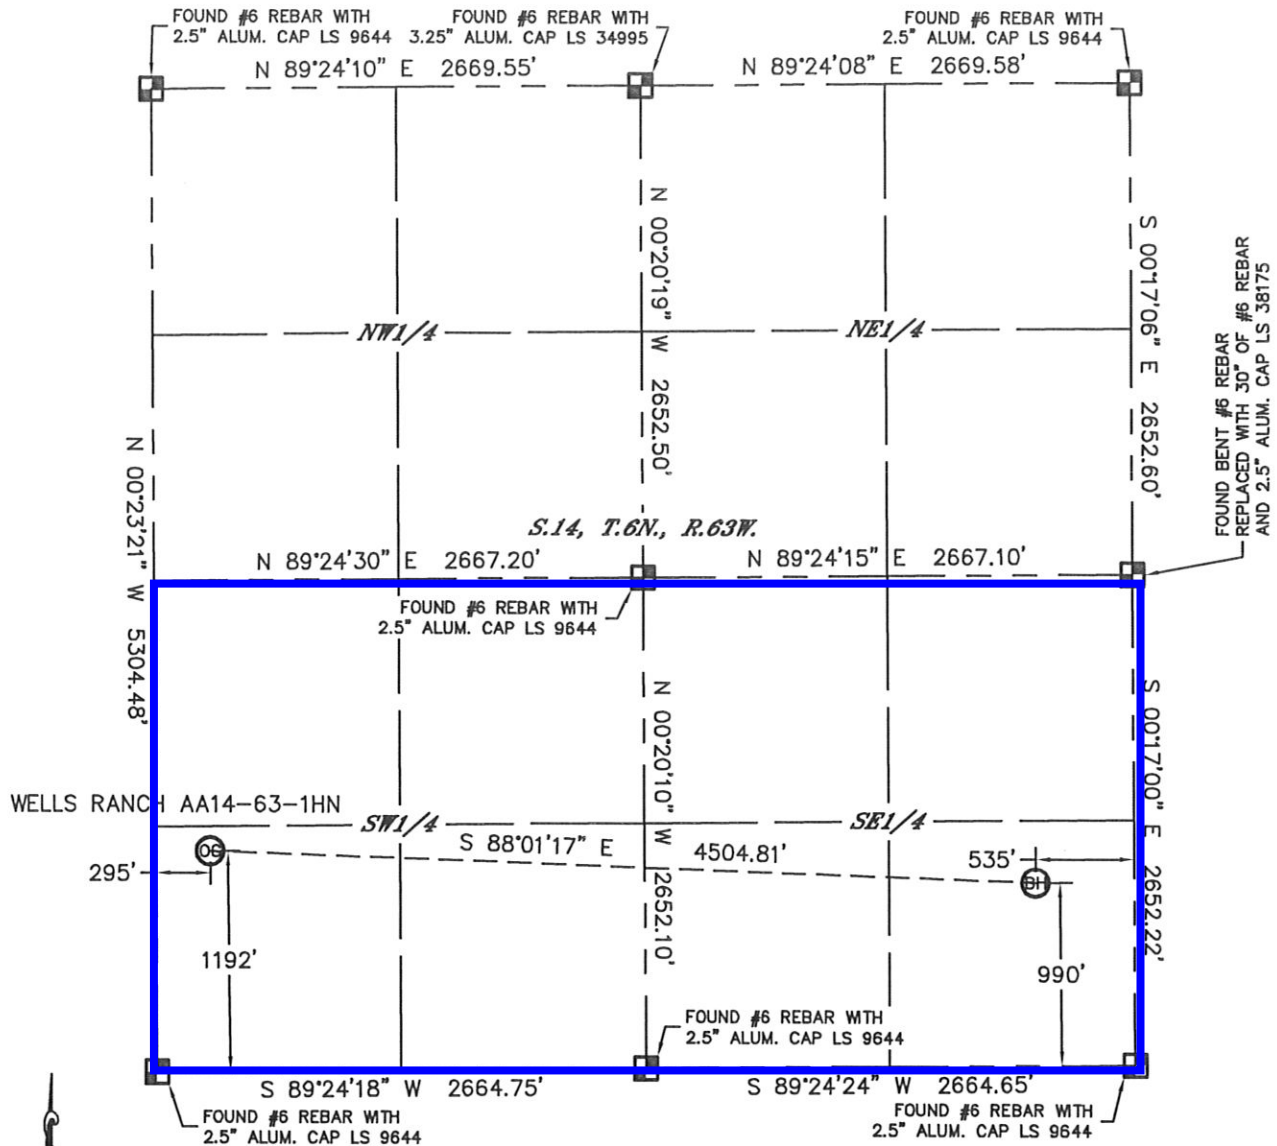 FOUND #6 REBAR WITH
2.5" ALUM. CAP LS 9644
FOUND #6 REBAR WITH
3.25" ALUM. CAP LS 34995
FOUND #6 REBAR WITH
2.5" ALUM. CAP LS 9644
N 89°24'10" E 2669.55'
N 89°24'08" E 2669.58'
N 00°20'19" W 2652.50'
S 00°17'06" E 2652.60'
NW1/4
NE1/4
FOUND BENT #6 REBAR
REPLACED WITH 30" OF #6 REBAR
AND 2.5" ALUM. CAP LS 38175
N 00°23'21" W 5304.48'
S.14, T.6N., R.63W.
N 89°24'30" E 2667.20'
N 89°24'15" E 2667.10'
FOUND #6 REBAR WITH
2.5" ALUM. CAP LS 9644
N 00°20'10" W 2652.10'
S 00°17'00" E 2652.22'
WELLS RANCH AA14-63-1HN
SW1/4
SE1/4
OG
S 88°01'17" E 4504.81'
535'
BH
295'
1192'
990'
FOUND #6 REBAR WITH
2.5" ALUM. CAP LS 9644
S 89°24'18" W 2664.75'
S 89°24'24" W 2664.65'
FOUND #6 REBAR WITH
2.5" ALUM. CAP LS 9644
FOUND #6 REBAR WITH
2.5" ALUM. CAP LS 9644